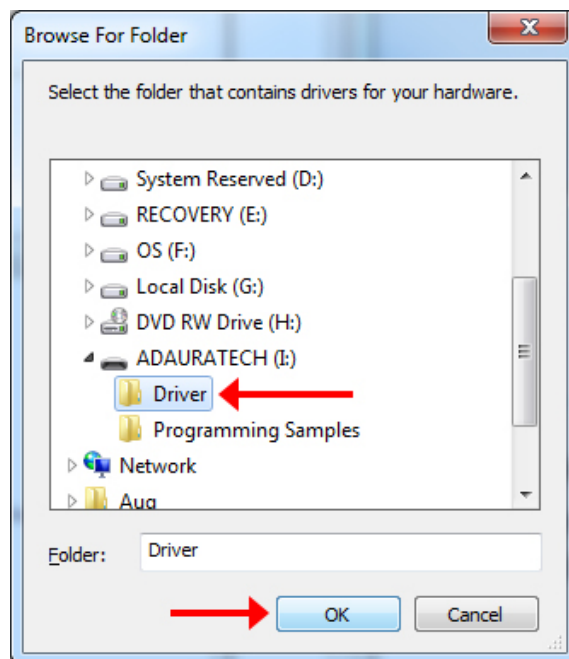 Browse For Folder
Select the folder that contains drivers for your hardware.
System Reserved (D:)
RECOVERY (E:)
OS (F:)
Local Disk (G:)
DVD RW Drive (H:)
ADAURATECH (I:)
Driver
Programming Samples
Network
Aug
Folder: Driver
OK Cancel